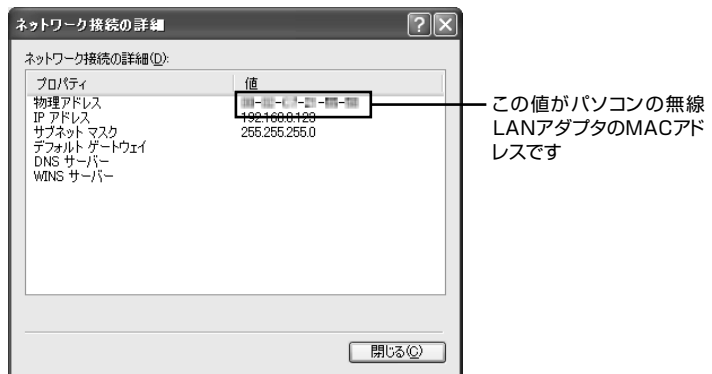 ネットワーク接続の詳細
ネットワーク接続の詳細(D):
プロパティ 値
物理アドレス
IP アドレス 192.168.0.123
サブネット マスク 255.255.255.0
デフォルト ゲートウェイ
DNS サーバー
WINS サーバー
閉じる(C)
この値がパソコンの無線
LANアダプタのMACアド
レスです